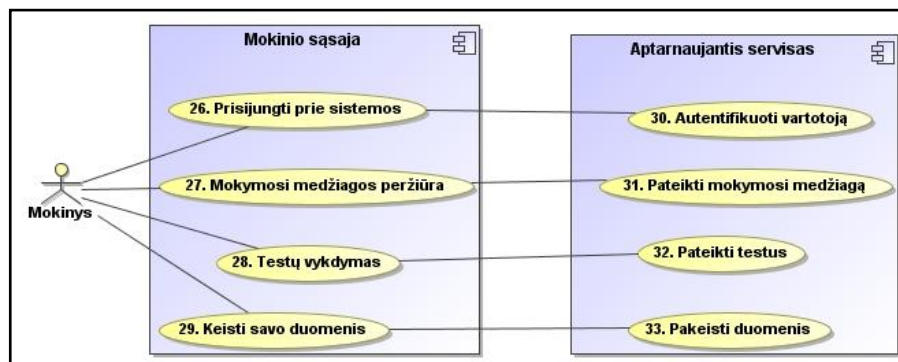 Mokinio sąsaja
Aptarnaujantis servisas
26. Prisijungti prie sistemos
30. Autentifikuoti vartotoją
27. Mokymosi medžiagos peržiūra
31. Pateikti mokymosi medžiagą
Mokinys
28. Testų vykdymas
32. Pateikti testus
29. Keisti savo duomenis
33. Pakeisti duomenis